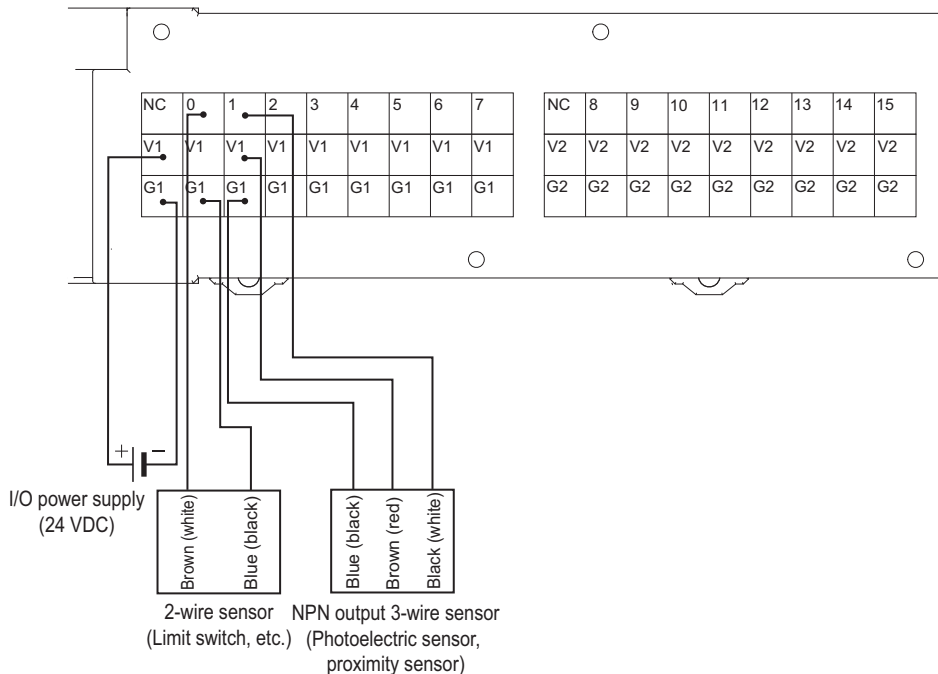 NC 0 1 2 3 4 5 6 7 NC 8 9 10 11 12 13 14 15
V1 V1 V1 V1 V1 V1 V1 V1 V1 V2 V2 V2 V2 V2 V2 V2 V2 V2
G1 G1 G1 G1 G1 G1 G1 G1 G1 G2 G2 G2 G2 G2 G2 G2 G2 G2
+ −
I/O power supply
(24 VDC)
Brown (white)
Blue (black)
Blue (black)
Brown (red)
Black (white)
2-wire sensor
(Limit switch, etc.)
NPN output 3-wire sensor
(Photoelectric sensor,
proximity sensor)